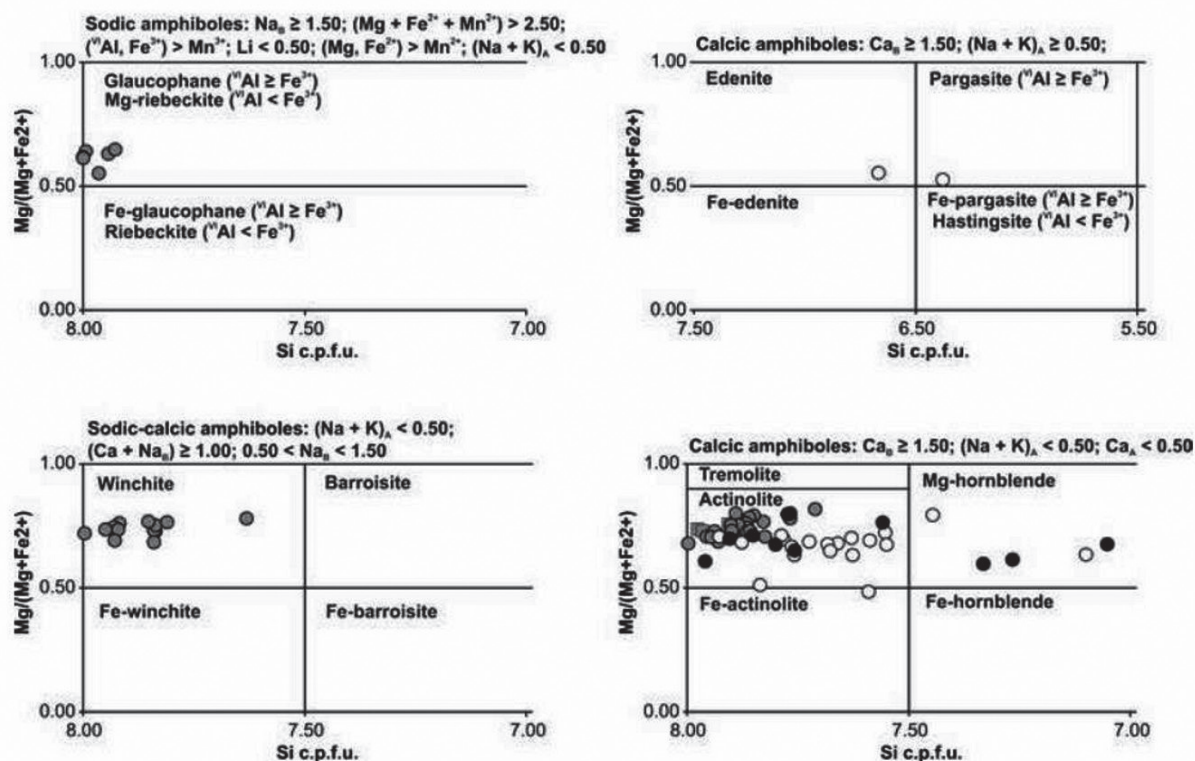 Sodic amphiboles: Na_B ≥ 1.50; (Mg + Fe²⁺ + Mn²⁺) > 2.50;
(ⱽᴵAl, Fe³⁺) > Mn³⁺; Li < 0.50; (Mg, Fe²⁺) > Mn²⁺; (Na + K)_A < 0.50
1.00
Glaucophane (ⱽᴵAl ≥ Fe³⁺)
Mg-riebeckite (ⱽᴵAl < Fe³⁺)
Mg/(Mg+Fe2+)
0.50
Fe-glaucophane (ⱽᴵAl ≥ Fe³⁺)
Riebeckite (ⱽᴵAl < Fe³⁺)
0.00
8.00 7.50 7.00
Si c.p.f.u.
Calcic amphiboles: Ca_B ≥ 1.50; (Na + K)_A ≥ 0.50;
1.00
Edenite
Pargasite (ⱽᴵAl ≥ Fe³⁺)
Mg/(Mg+Fe2+)
0.50
Fe-edenite
Fe-pargasite (ⱽᴵAl ≥ Fe³⁺)
Hastingsite (ⱽᴵAl < Fe³⁺)
0.00
7.50 6.50 5.50
Si c.p.f.u.
Sodic-calcic amphiboles: (Na + K)_A < 0.50;
(Ca + Na_B) ≥ 1.00; 0.50 < Na_B < 1.50
1.00
Winchite
Barroisite
Mg/(Mg+Fe2+)
0.50
Fe-winchite
Fe-barroisite
0.00
8.00 7.50 7.00
Si c.p.f.u.
Calcic amphiboles: Ca_B ≥ 1.50; (Na + K)_A < 0.50; Ca_A < 0.50
1.00
Tremolite
Actinolite
Mg-hornblende
Mg/(Mg+Fe2+)
0.50
Fe-actinolite
Fe-hornblende
0.00
8.00 7.50 7.00
Si c.p.f.u.